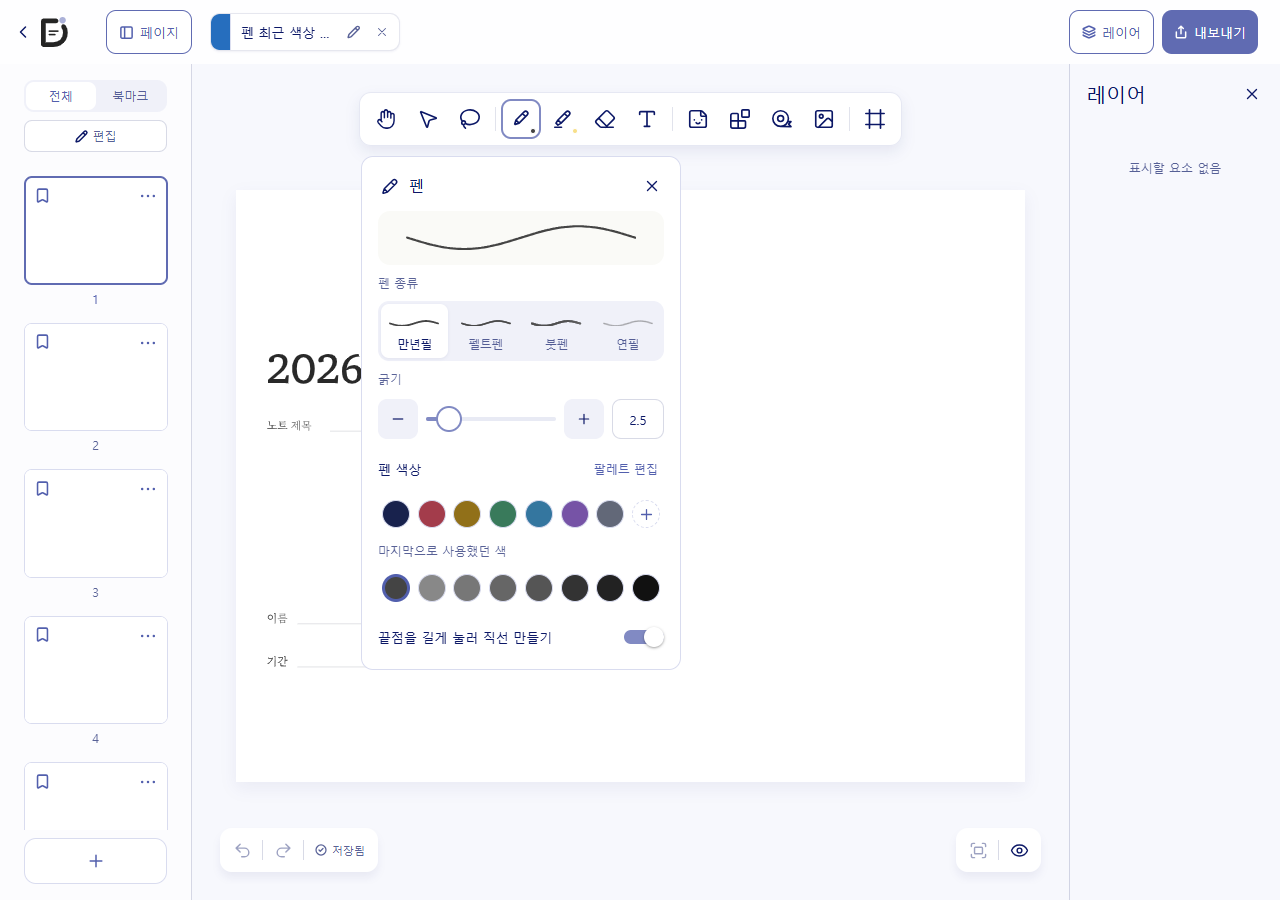 페이지
펜 최근 색상 ...
레이어
내보내기
전체
북마크
편집
1
2
3
4
펜
펜 종류
만년필
펠트펜
붓펜
연필
굵기
2.5
펜 색상
팔레트 편집
마지막으로 사용했던 색
끝점을 길게 눌러 직선 만들기
2026
노트 제목
이름
기간
저장됨
레이어
표시할 요소 없음